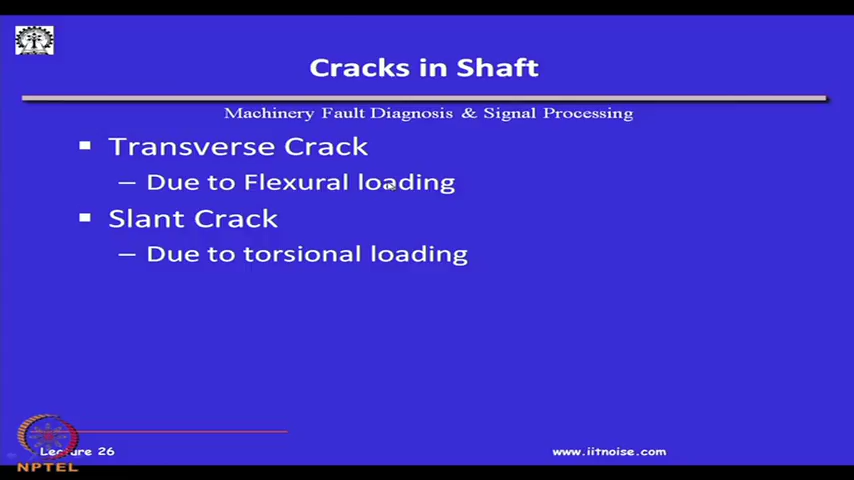 Cracks in Shaft
Machinery Fault Diagnosis & Signal Processing
▪ Transverse Crack
– Due to Flexural loading
▪ Slant Crack
– Due to torsional loading
Lecture 26
www.iitnoise.com
NPTEL